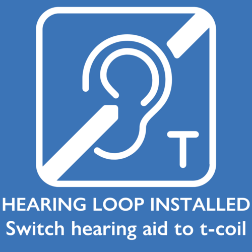 T
HEARING LOOP INSTALLED
Switch hearing aid to t-coil